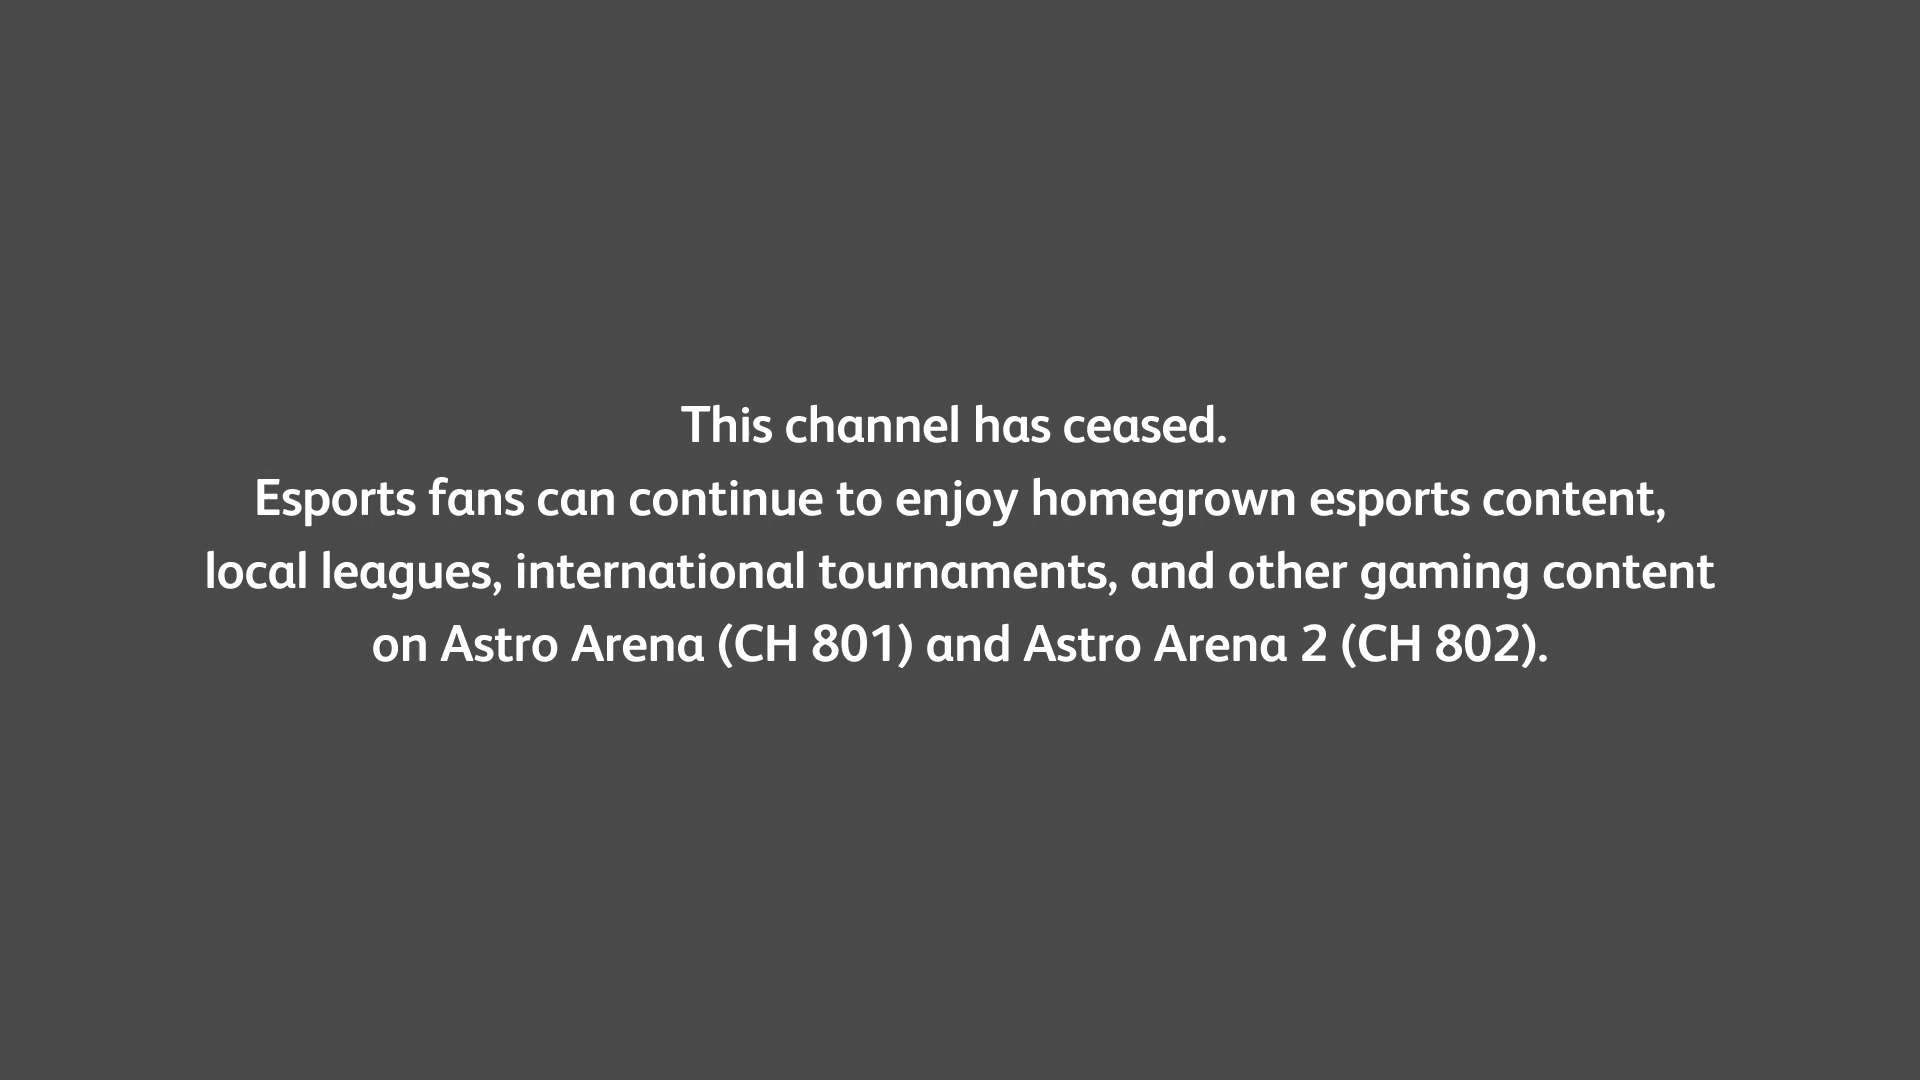 This channel has ceased.
Esports fans can continue to enjoy homegrown esports content,
local leagues, international tournaments, and other gaming content
on Astro Arena (CH 801) and Astro Arena 2 (CH 802).